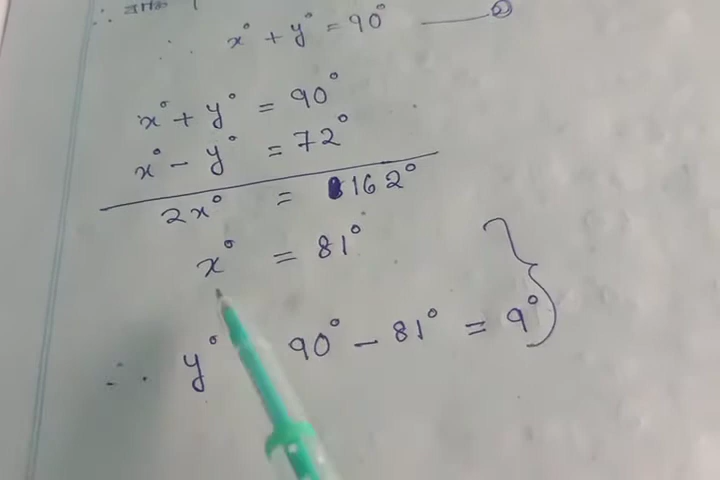 ∴
∴ x° + y° = 90° —— ②
x° + y° = 90°
x° - y° = 72°
2x° = 162°
x° = 81°
∴ y° 90° - 81° = 9°